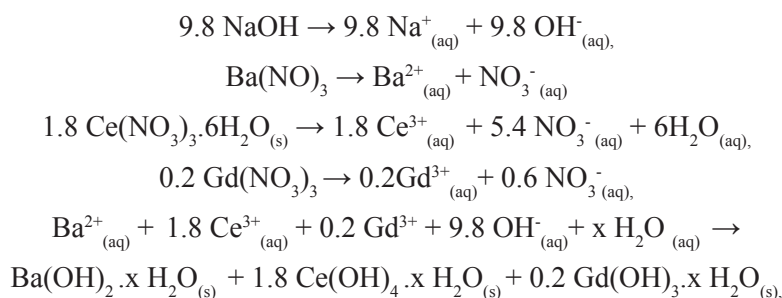 9.8 NaOH → 9.8 Na⁺₍aq₎ + 9.8 OH⁻₍aq₎,
Ba(NO)₃ → Ba²⁺₍aq₎ + NO₃⁻₍aq₎
1.8 Ce(NO₃)₃.6H₂O₍s₎ → 1.8 Ce³⁺₍aq₎ + 5.4 NO₃⁻₍aq₎ + 6H₂O₍aq₎,
0.2 Gd(NO₃)₃ → 0.2Gd³⁺₍aq₎ + 0.6 NO₃⁻₍aq₎,
Ba²⁺₍aq₎ + 1.8 Ce³⁺₍aq₎ + 0.2 Gd³⁺ + 9.8 OH⁻₍aq₎ + x H₂O ₍aq₎ →
Ba(OH)₂.x H₂O₍s₎ + 1.8 Ce(OH)₄.x H₂O₍s₎ + 0.2 Gd(OH)₃.x H₂O₍s₎,